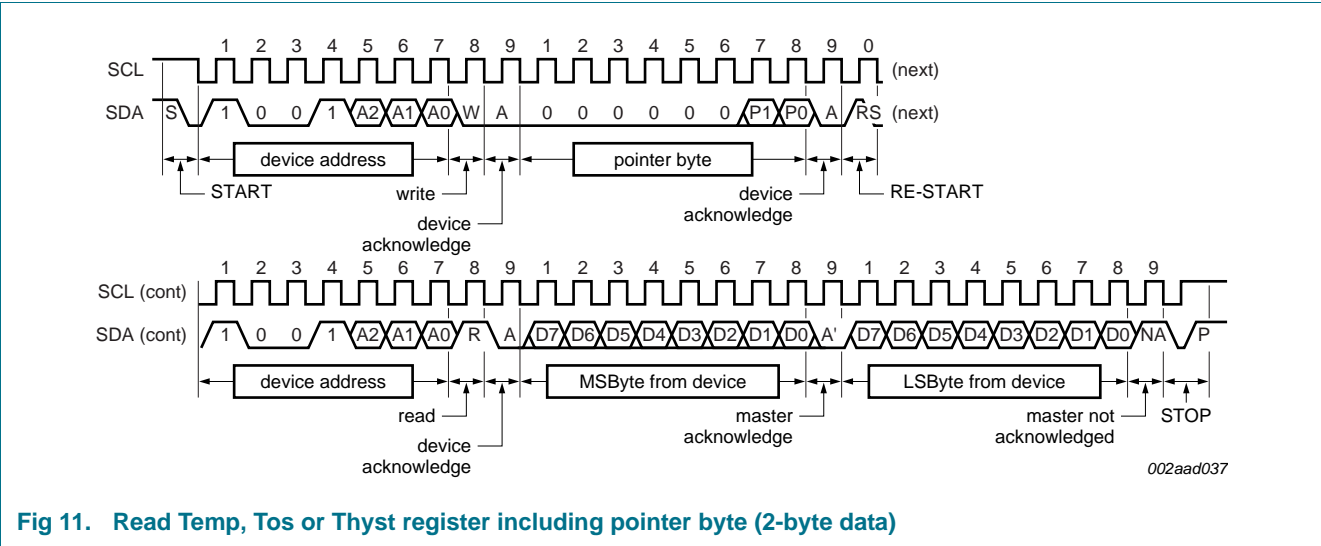 1 2 3 4 5 6 7 8 9 1 2 3 4 5 6 7 8 9 0
SCL (next)
SDA S 1 0 0 1 A2 A1 A0 W A 0 0 0 0 0 0 P1 P0 A RS (next)
device address pointer byte
START write device RE-START
acknowledge
device
acknowledge
1 2 3 4 5 6 7 8 9 1 2 3 4 5 6 7 8 9 1 2 3 4 5 6 7 8 9
SCL (cont)
SDA (cont) 1 0 0 1 A2 A1 A0 R A D7 D6 D5 D4 D3 D2 D1 D0 A' D7 D6 D5 D4 D3 D2 D1 D0 NA P
device address MSByte from device LSByte from device
read master master not STOP
acknowledge acknowledged
device
acknowledge
002aad037
Fig 11. Read Temp, Tos or Thyst register including pointer byte (2-byte data)